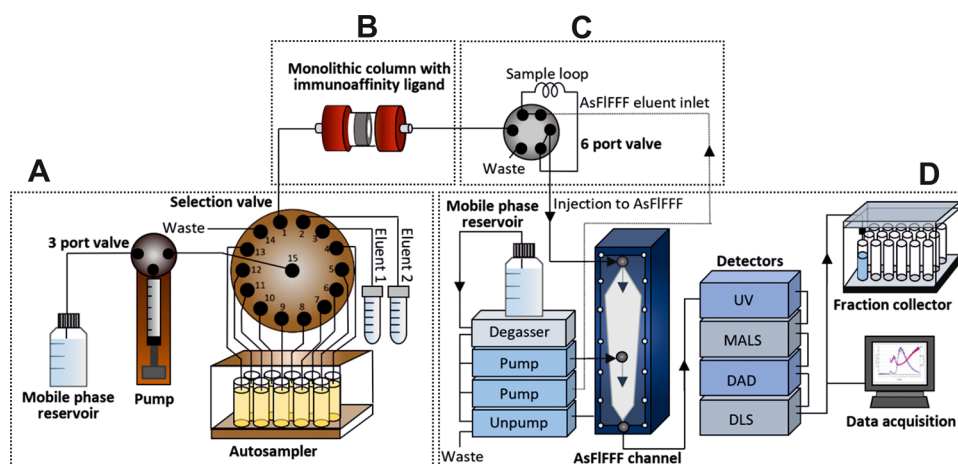 A
B
C
D
Monolithic column with
immunoaffinity ligand
Sample loop
AsFlFFF eluent inlet
6 port valve
Waste
Injection to AsFlFFF
Selection valve
Waste
3 port valve
1
2
3
4
5
6
7
8
9
10
11
12
13
14
15
Eluent 1
Eluent 2
Mobile phase
reservoir
Pump
Autosampler
Mobile phase
reservoir
Degasser
Pump
Pump
Unpump
Waste
AsFlFFF channel
Detectors
UV
MALS
DAD
DLS
Fraction collector
Data acquisition